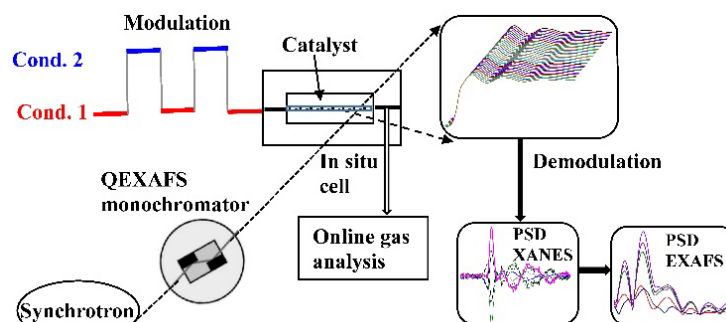 Modulation
Cond. 2
Cond. 1
Catalyst
In situ
cell
QEXAFS
monochromator
Synchrotron
Online gas
analysis
Demodulation
PSD
XANES
PSD
EXAFS